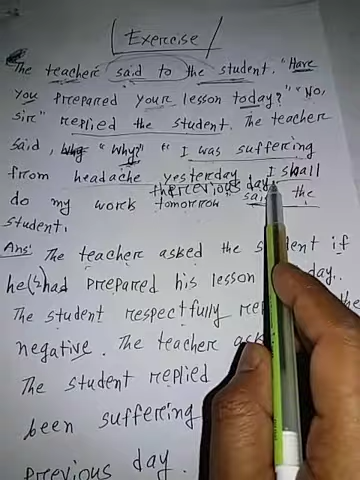 Exercise
The teacher said to the student. "Have
you prepared your lesson today?" "No,
sir" replied the student. The teacher
said, "Why?" "I was suffering
from headache yesterday I shall
the previous day
do my work tomorrow" said the
student.
Ans: The teacher asked the student if
he (2) had prepared his lesson day.
The student respectfully the
negative. The teacher
The student replied
been suffering
previous day.